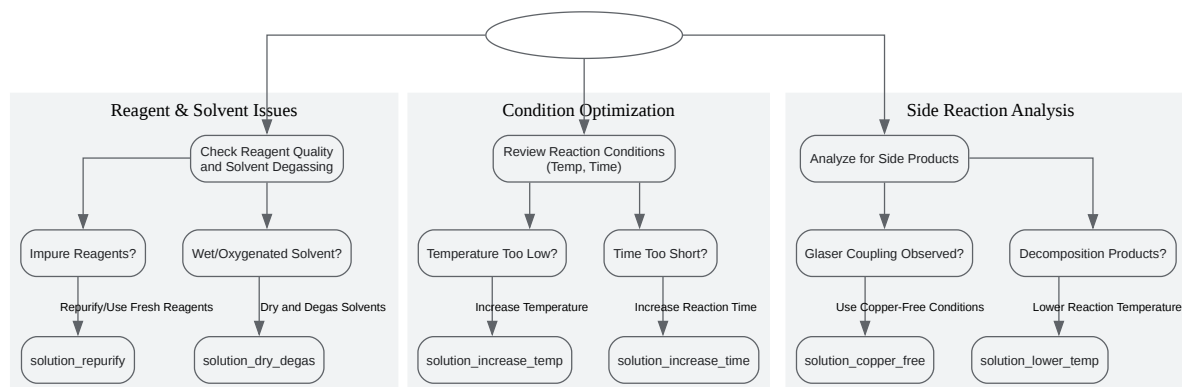 Reagent & Solvent Issues
Condition Optimization
Side Reaction Analysis
Check Reagent Quality
and Solvent Degassing
Review Reaction Conditions
(Temp, Time)
Analyze for Side Products
Impure Reagents?
Wet/Oxygenated Solvent?
Temperature Too Low?
Time Too Short?
Glaser Coupling Observed?
Decomposition Products?
Repurify/Use Fresh Reagents
Dry and Degas Solvents
Increase Temperature
Increase Reaction Time
Use Copper-Free Conditions
Lower Reaction Temperature
solution_repurify
solution_dry_degas
solution_increase_temp
solution_increase_time
solution_copper_free
solution_lower_temp